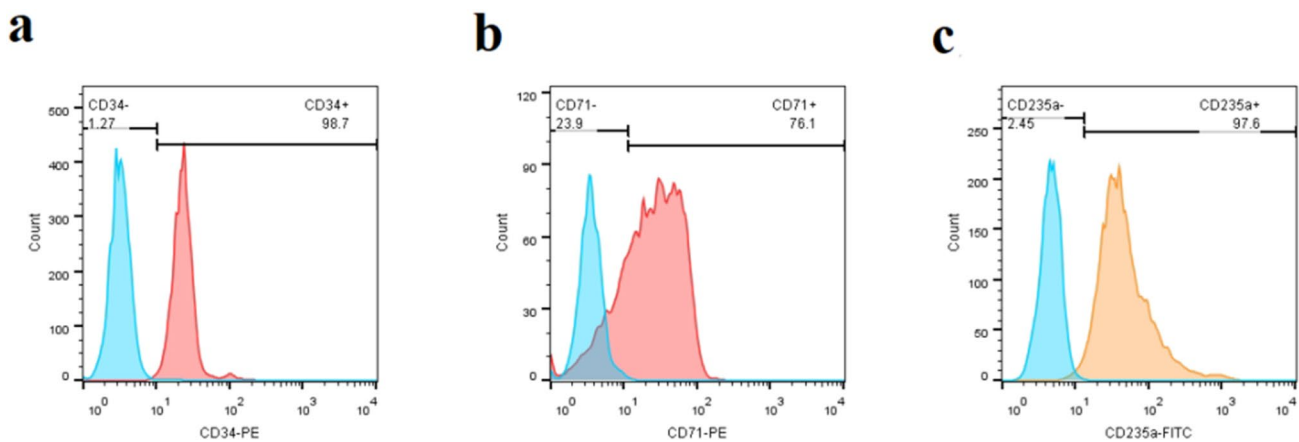 a
CD34- CD34+
1.27 98.7
500
400
300
200
100
0
Count
10^0 10^1 10^2 10^3 10^4
CD34-PE
b
CD71- CD71+
23.9 76.1
120
90
60
30
0
Count
10^0 10^1 10^2 10^3 10^4
CD71-PE
c
CD235a- CD235a+
2.45 97.6
250
200
150
100
50
0
Count
10^0 10^1 10^2 10^3 10^4
CD235a-FITC